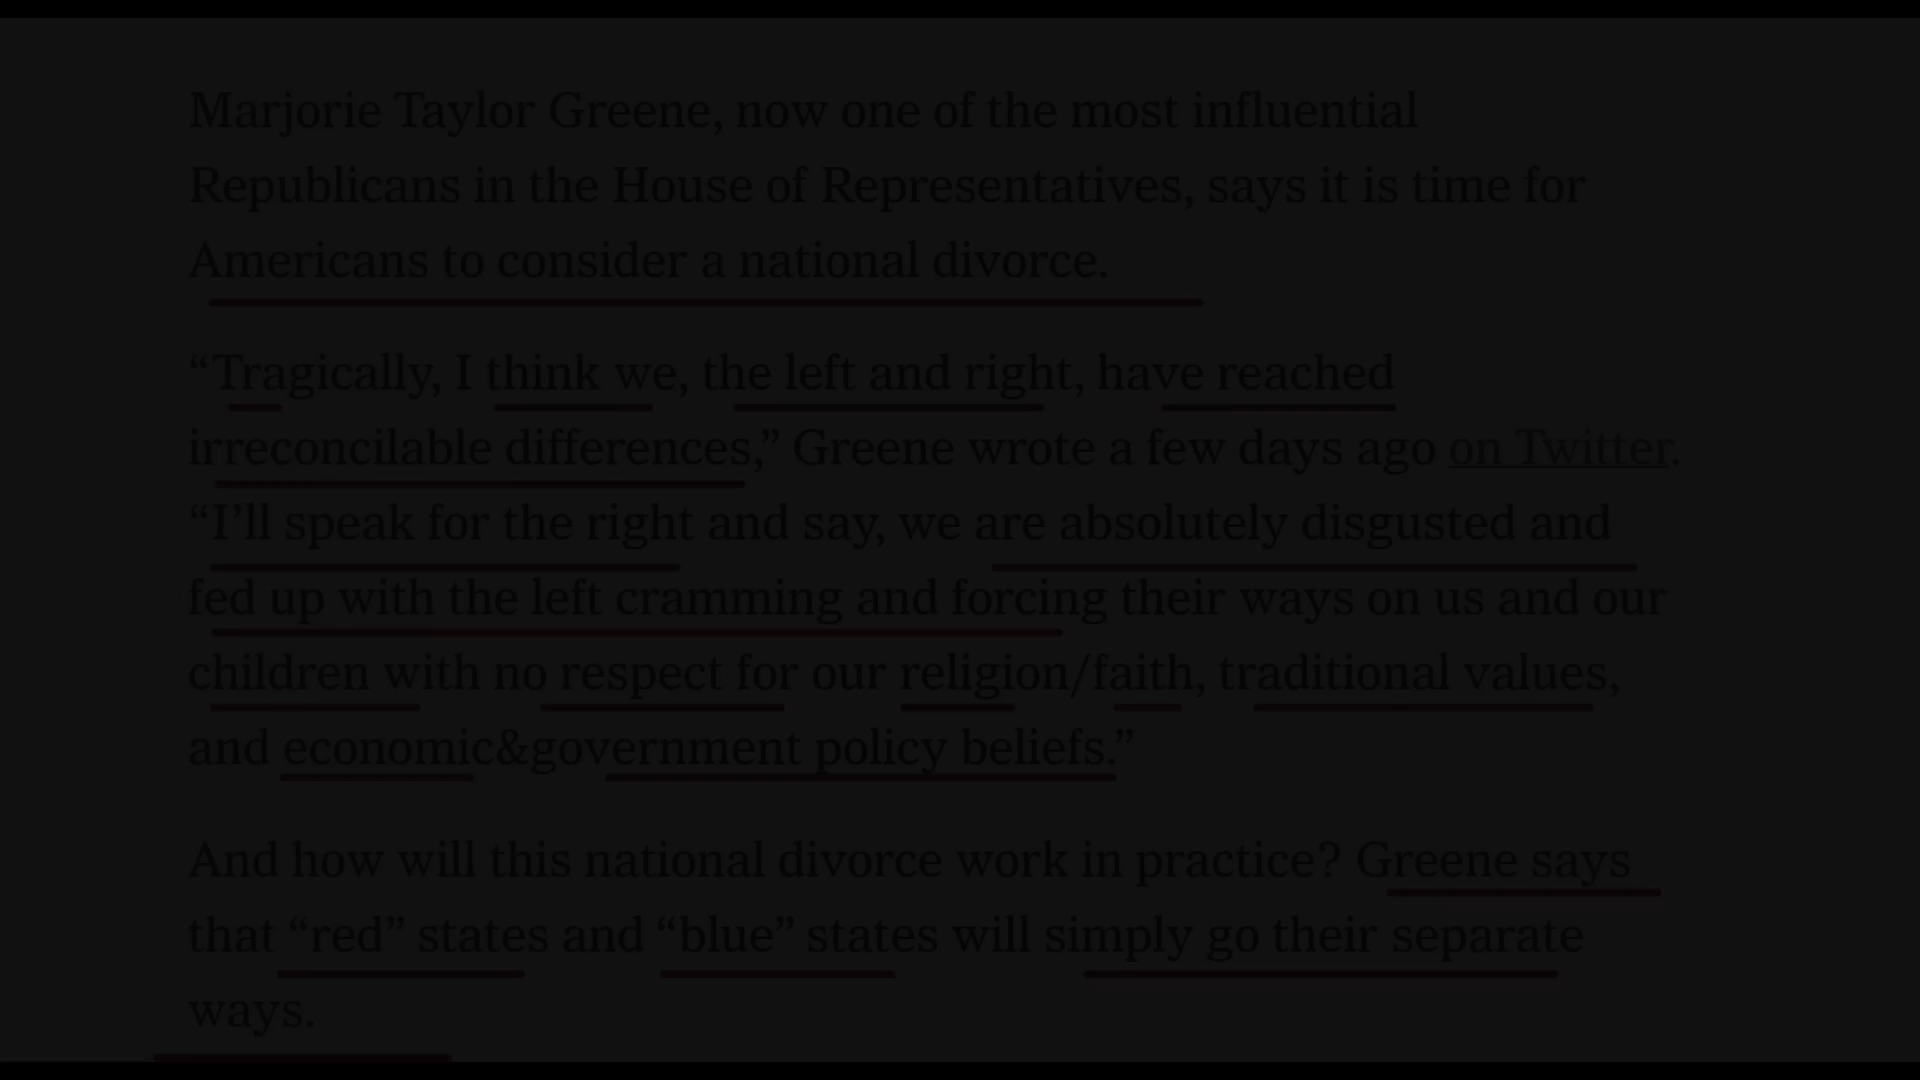 Marjorie Taylor Greene, now one of the most influential
Republicans in the House of Representatives, says it is time for
Americans to consider a national divorce.
“Tragically, I think we, the left and right, have reached
irreconcilable differences,” Greene wrote a few days ago on Twitter.
“I’ll speak for the right and say, we are absolutely disgusted and
fed up with the left cramming and forcing their ways on us and our
children with no respect for our religion/faith, traditional values,
and economic&government policy beliefs.”
And how will this national divorce work in practice? Greene says
that “red” states and “blue” states will simply go their separate
ways.